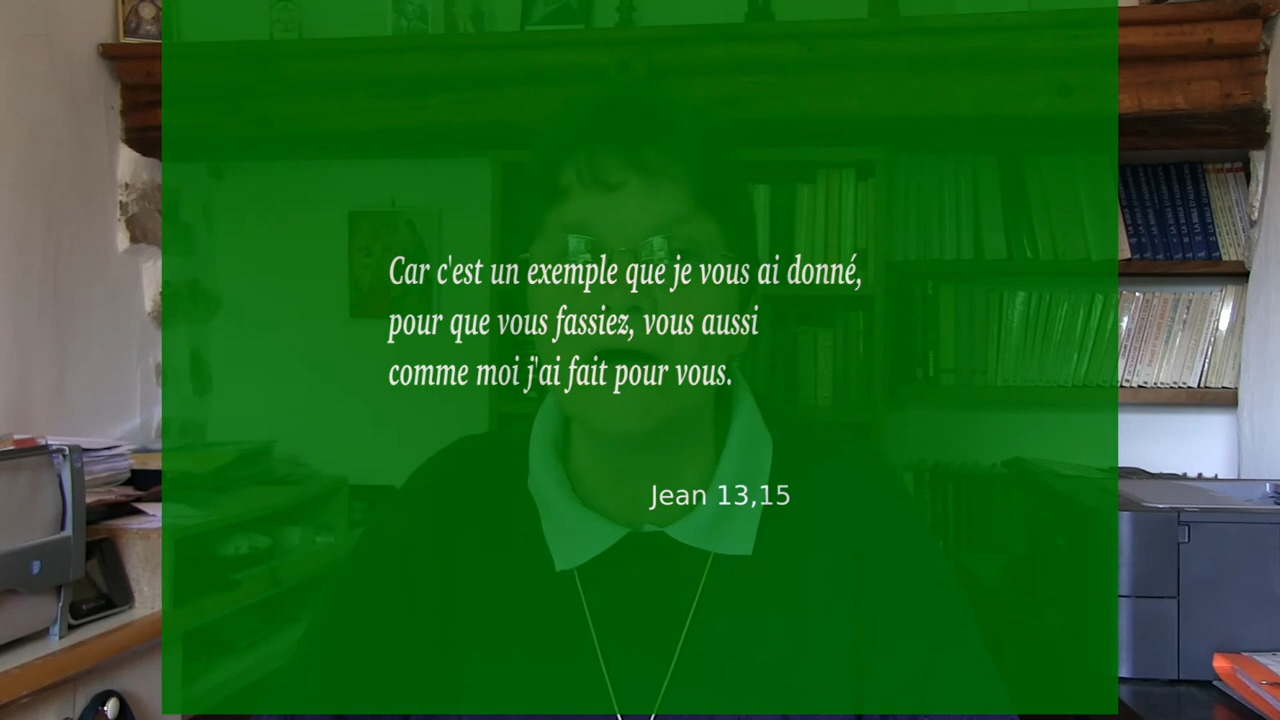 Car c'est un exemple que je vous ai donné,
pour que vous fassiez, vous aussi
comme moi j'ai fait pour vous.
Jean 13,15